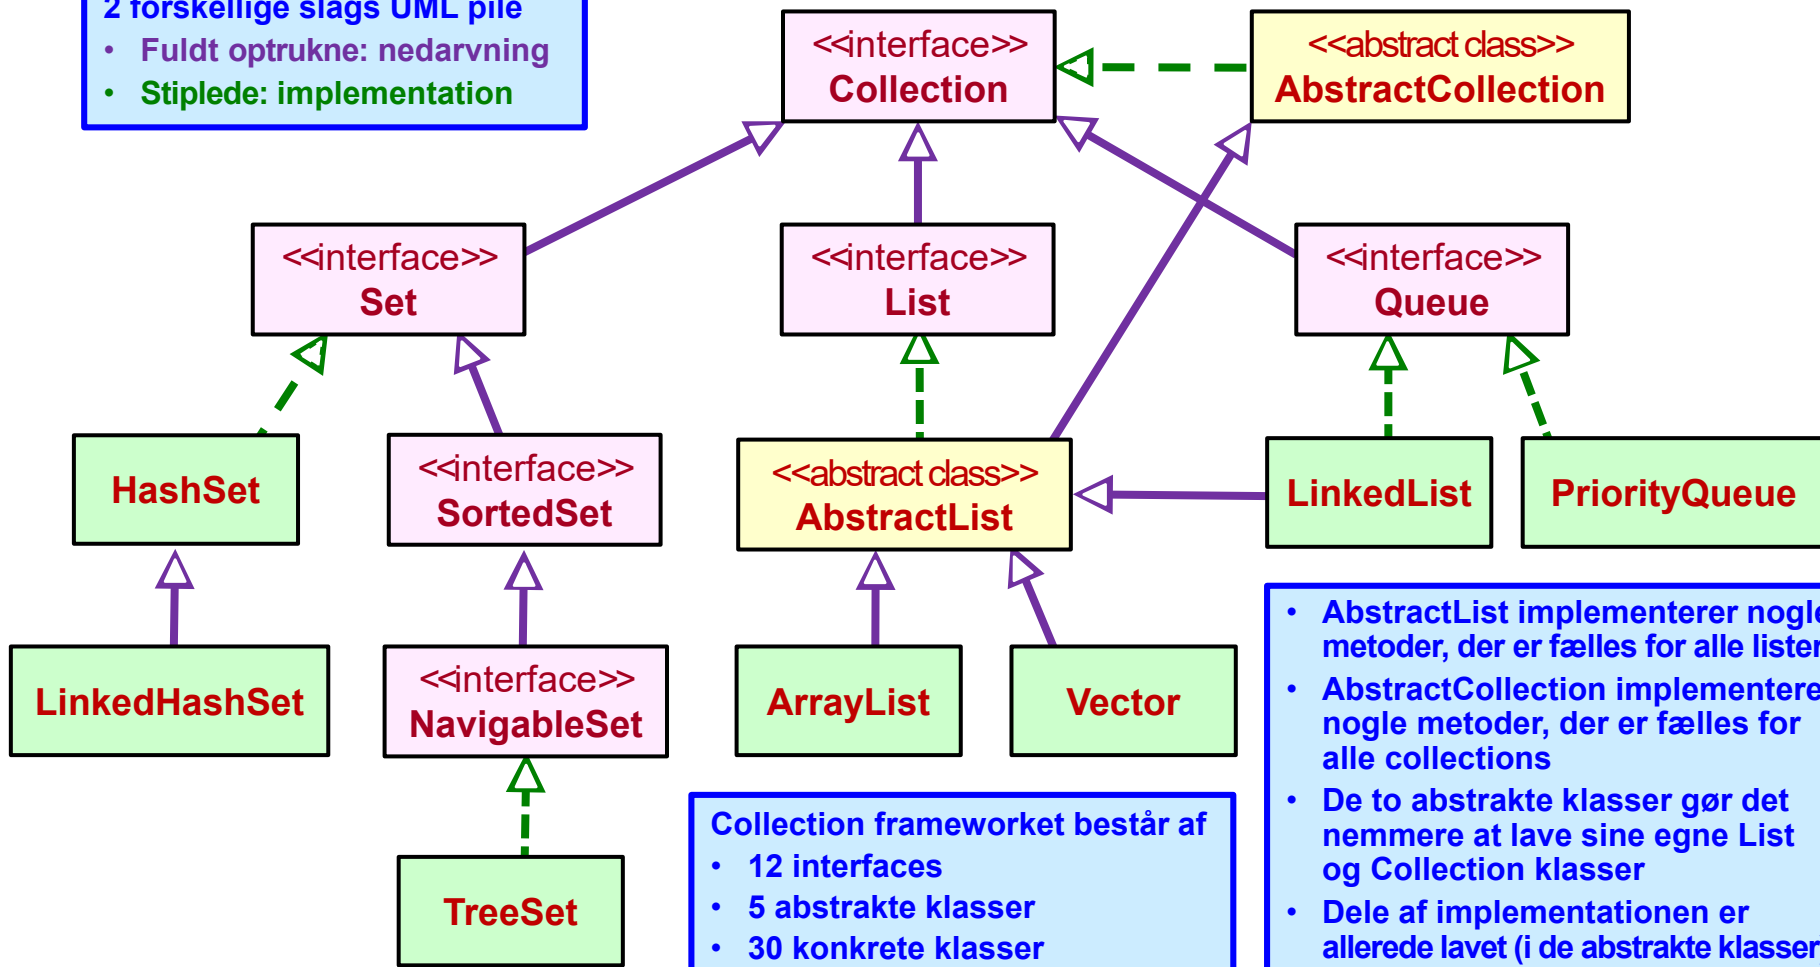 2 forskellige slags UML pile
• Fuldt optrukne: nedarvning
• Stiplede: implementation
<<interface>>
Collection
<<abstract class>>
AbstractCollection
<<interface>>
Set
<<interface>>
List
<<interface>>
Queue
HashSet
<<interface>>
SortedSet
<<abstract class>>
AbstractList
LinkedList
PriorityQueue
LinkedHashSet
<<interface>>
NavigableSet
ArrayList
Vector
TreeSet
Collection frameworket består af
• 12 interfaces
• 5 abstrakte klasser
• 30 konkrete klasser
• AbstractList implementerer nogle
metoder, der er fælles for alle lister
• AbstractCollection implementere
nogle metoder, der er fælles for
alle collections
• De to abstrakte klasser gør det
nemmere at lave sine egne List
og Collection klasser
• Dele af implementationen er
allerede lavet (i de abstrakte klasser